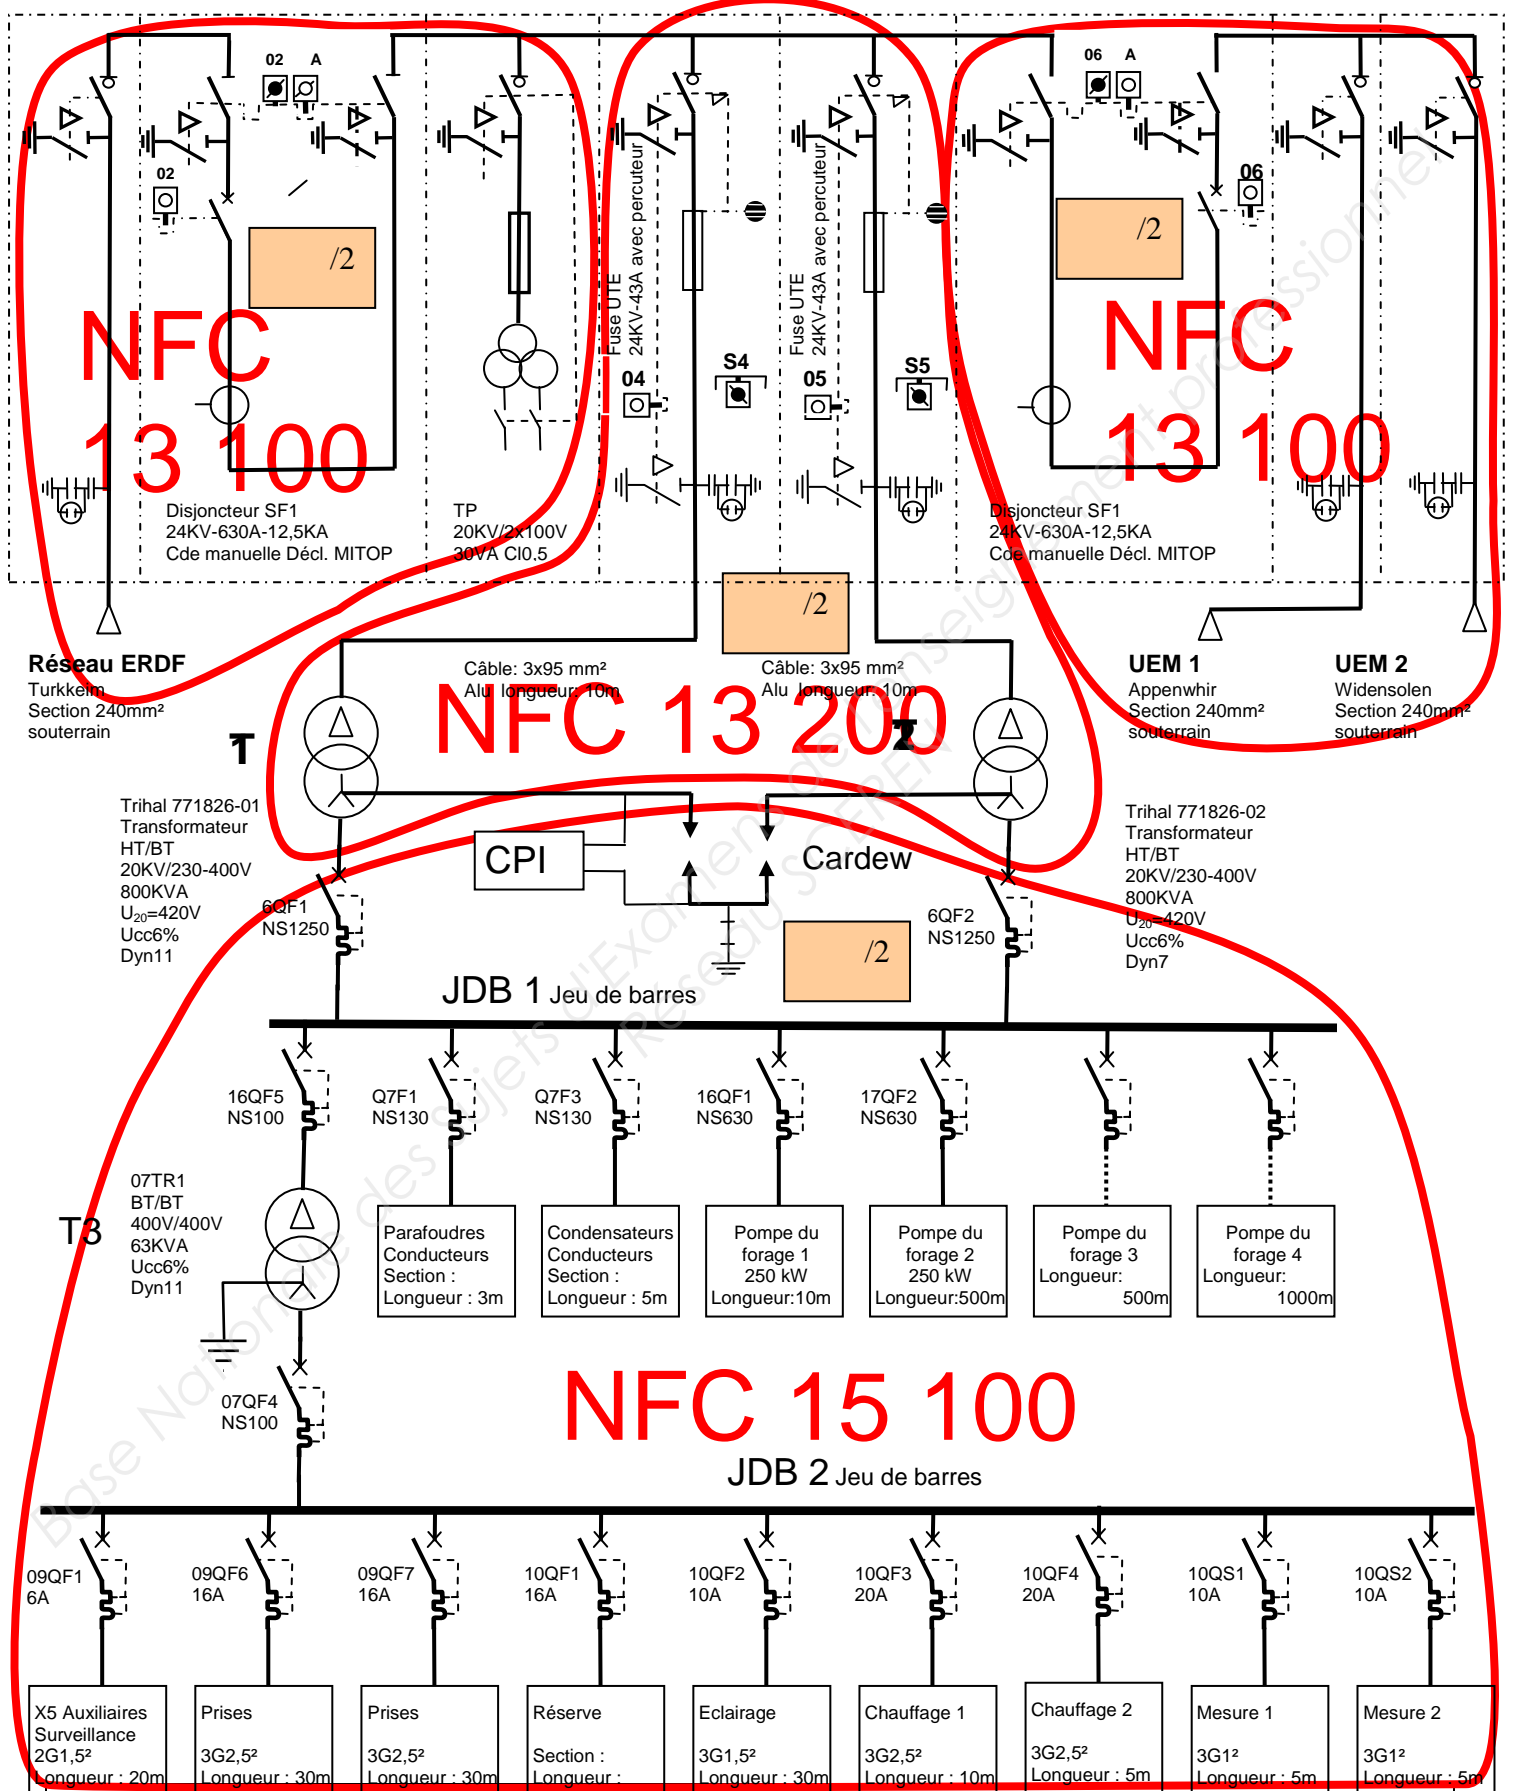 02 A
02
/2
NFC
13 100
Disjoncteur SF1
24KV-630A-12,5KA
Cde manuelle Décl. MITOP
TP
20KV/2x100V
30VA Cl0.5
Fuse UTE
24KV-43A avec percuteur
04
S4
Fuse UTE
24KV-43A avec percuteur
05
S5
06 A
06
/2
NFC
13 100
Disjoncteur SF1
24KV-630A-12,5KA
Cde manuelle Décl. MITOP
/2
Réseau ERDF
Turkkeim
Section 240mm²
souterrain
Câble: 3x95 mm²
Alu longueur: 10m
Câble: 3x95 mm²
Alu longueur: 10m
UEM 1
Appenwhir
Section 240mm²
souterrain
UEM 2
Widensolen
Section 240mm²
souterrain
NFC 13 200
Trihal 771826-01
Transformateur
HT/BT
20KV/230-400V
800KVA
U20=420V
Ucc6%
Dyn11
CPI
Cardew
Trihal 771826-02
Transformateur
HT/BT
20KV/230-400V
800KVA
U20=420V
Ucc6%
Dyn7
6QF1
NS1250
6QF2
NS1250
/2
JDB 1 Jeu de barres
16QF5
NS100
Q7F1
NS130
Q7F3
NS130
16QF1
NS630
17QF2
NS630
T3
07TR1
BT/BT
400V/400V
63KVA
Ucc6%
Dyn11
Parafoudres
Conducteurs
Section :
Longueur : 3m
Condensateurs
Conducteurs
Section :
Longueur : 5m
Pompe du
forage 1
250 kW
Longueur:10m
Pompe du
forage 2
250 kW
Longueur:500m
Pompe du
forage 3
Longueur:
500m
Pompe du
forage 4
Longueur:
1000m
07QF4
NS100
NFC 15 100
JDB 2 Jeu de barres
09QF1
6A
09QF6
16A
09QF7
16A
10QF1
16A
10QF2
10A
10QF3
20A
10QF4
20A
10QS1
10A
10QS2
10A
X5 Auxiliaires
Surveillance
2G1,5²
Longueur : 20m
Prises
3G2,5²
Longueur : 30m
Prises
3G2,5²
Longueur : 30m
Réserve
Section :
Longueur :
Eclairage
3G1,5²
Longueur : 30m
Chauffage 1
3G2,5²
Longueur : 10m
Chauffage 2
3G2,5²
Longueur : 5m
Mesure 1
3G1²
Longueur : 5m
Mesure 2
3G1²
Longueur : 5m
Base Nationale des Sujets d'Examens de l'enseignement professionnel
Réseau SCEREN